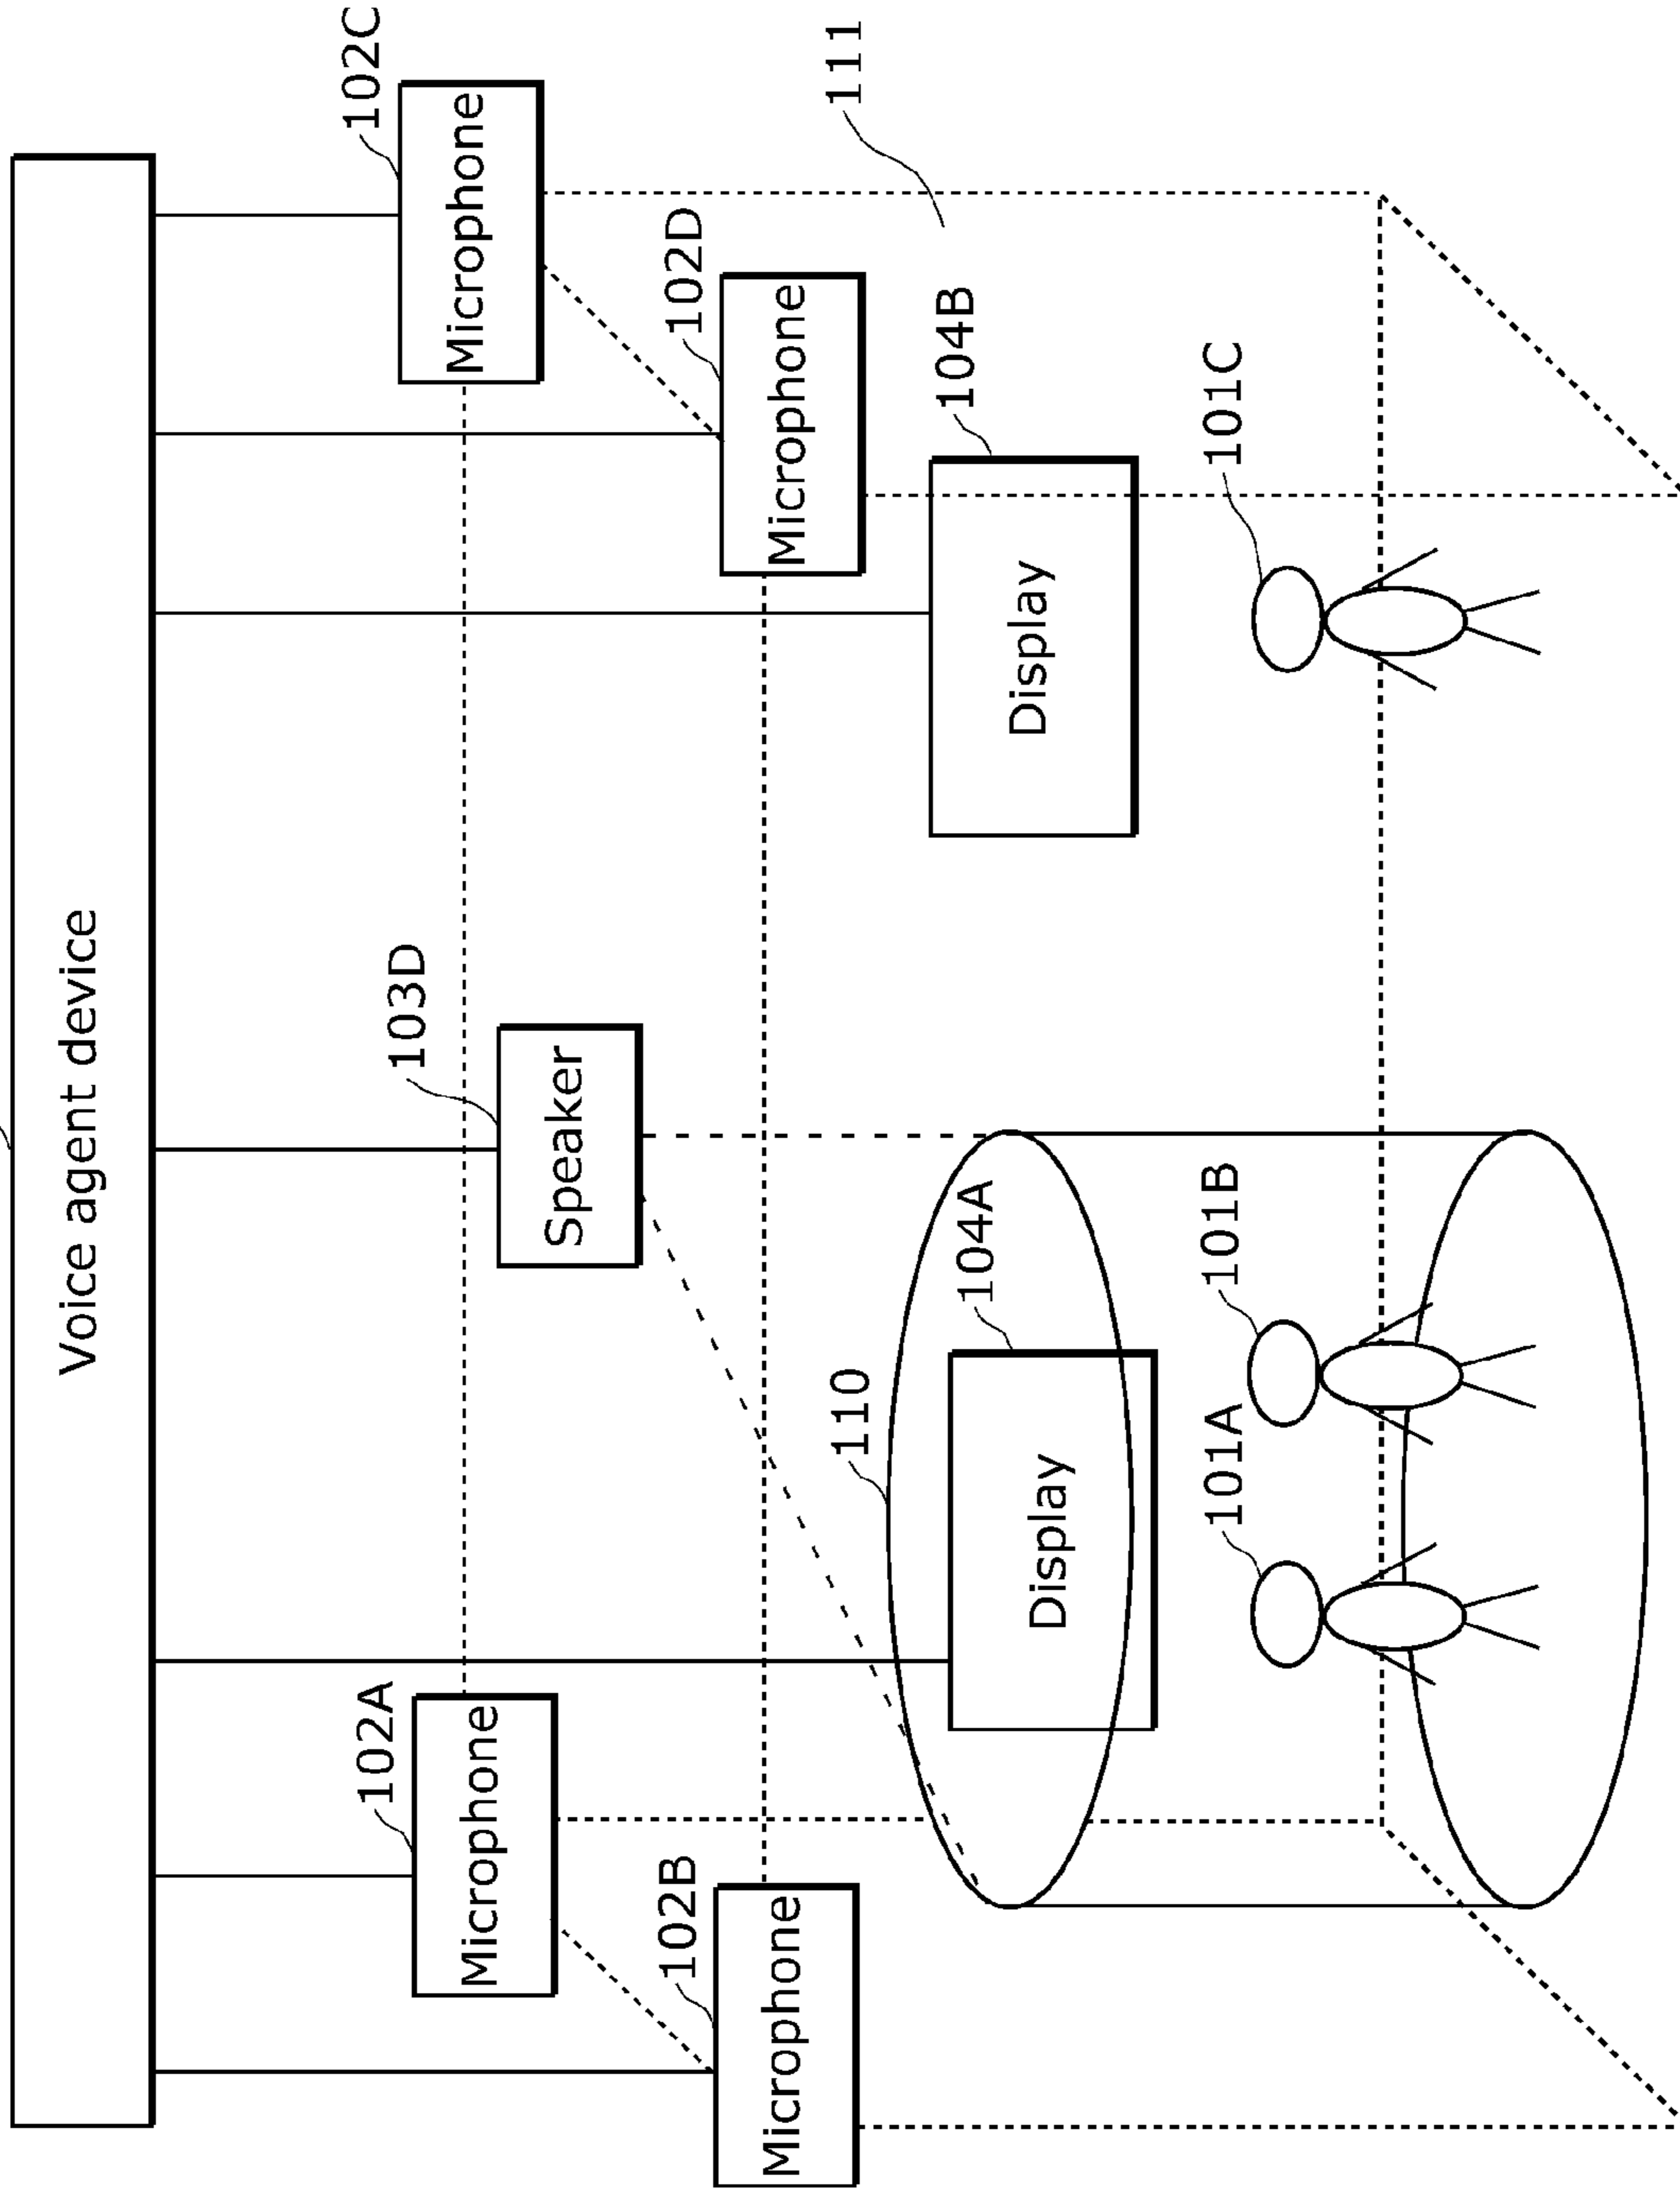 Voice agent device
102A
103D
102C
Microphone
Speaker
Microphone
102B
102D
Microphone
Microphone
110
111
104A
104B
Display
Display
101A
101B
101C